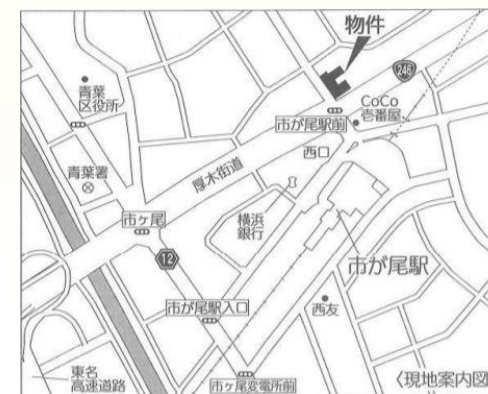 物件
246
青葉
区役所
CoCo
壱番屋
市が尾駅前
西口
青葉署
厚木街道
市ヶ尾
横浜
銀行
12
市が尾駅
市が尾駅入口
西友
東名
高速道路
市ヶ尾変電所前
〈現地案内図